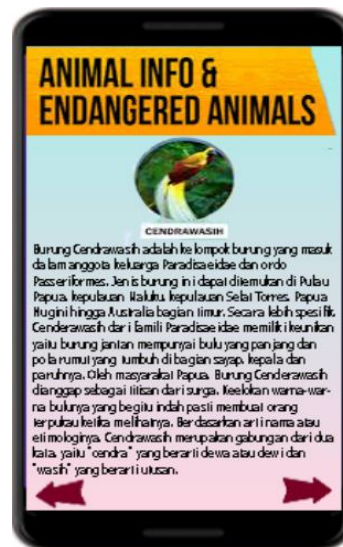 ANIMAL INFO &
ENDANGERED ANIMALS
CENDRAWASIH
Burung Cendrawasih adalah kelompok burung yang masuk
dalam anggota keluarga Paradisaeidae dan ordo
Passeriformes. Jenis burung ini dapat ditemukan di Pulau
Papua, kepulauan Maluku, kepulauan Selat Torres, Papua
Nugini hingga Australia bagian timur. Secara lebih spesifik,
Cenderawasih dari famili Paradisaeidae memiliki keunikan
yaitu burung jantan mempunyai bulu yang panjang dan
pola rumit yang tumbuh di bagian sayap, kepala dan
paruhnya. Oleh masyarakat Papua, Burung Cenderawasih
dianggap sebagai titisan dari surga. Keelokan warna-war-
na bulunya yang begitu indah pasti membuat orang
terpukau ketika melihatnya. Berdasarkan arti nama atau
etimologinya, Cendrawasih merupakan gabungan dari dua
kata, yaitu "cendra" yang berarti dewa atau dewi dan
"wasih" yang berarti utusan.